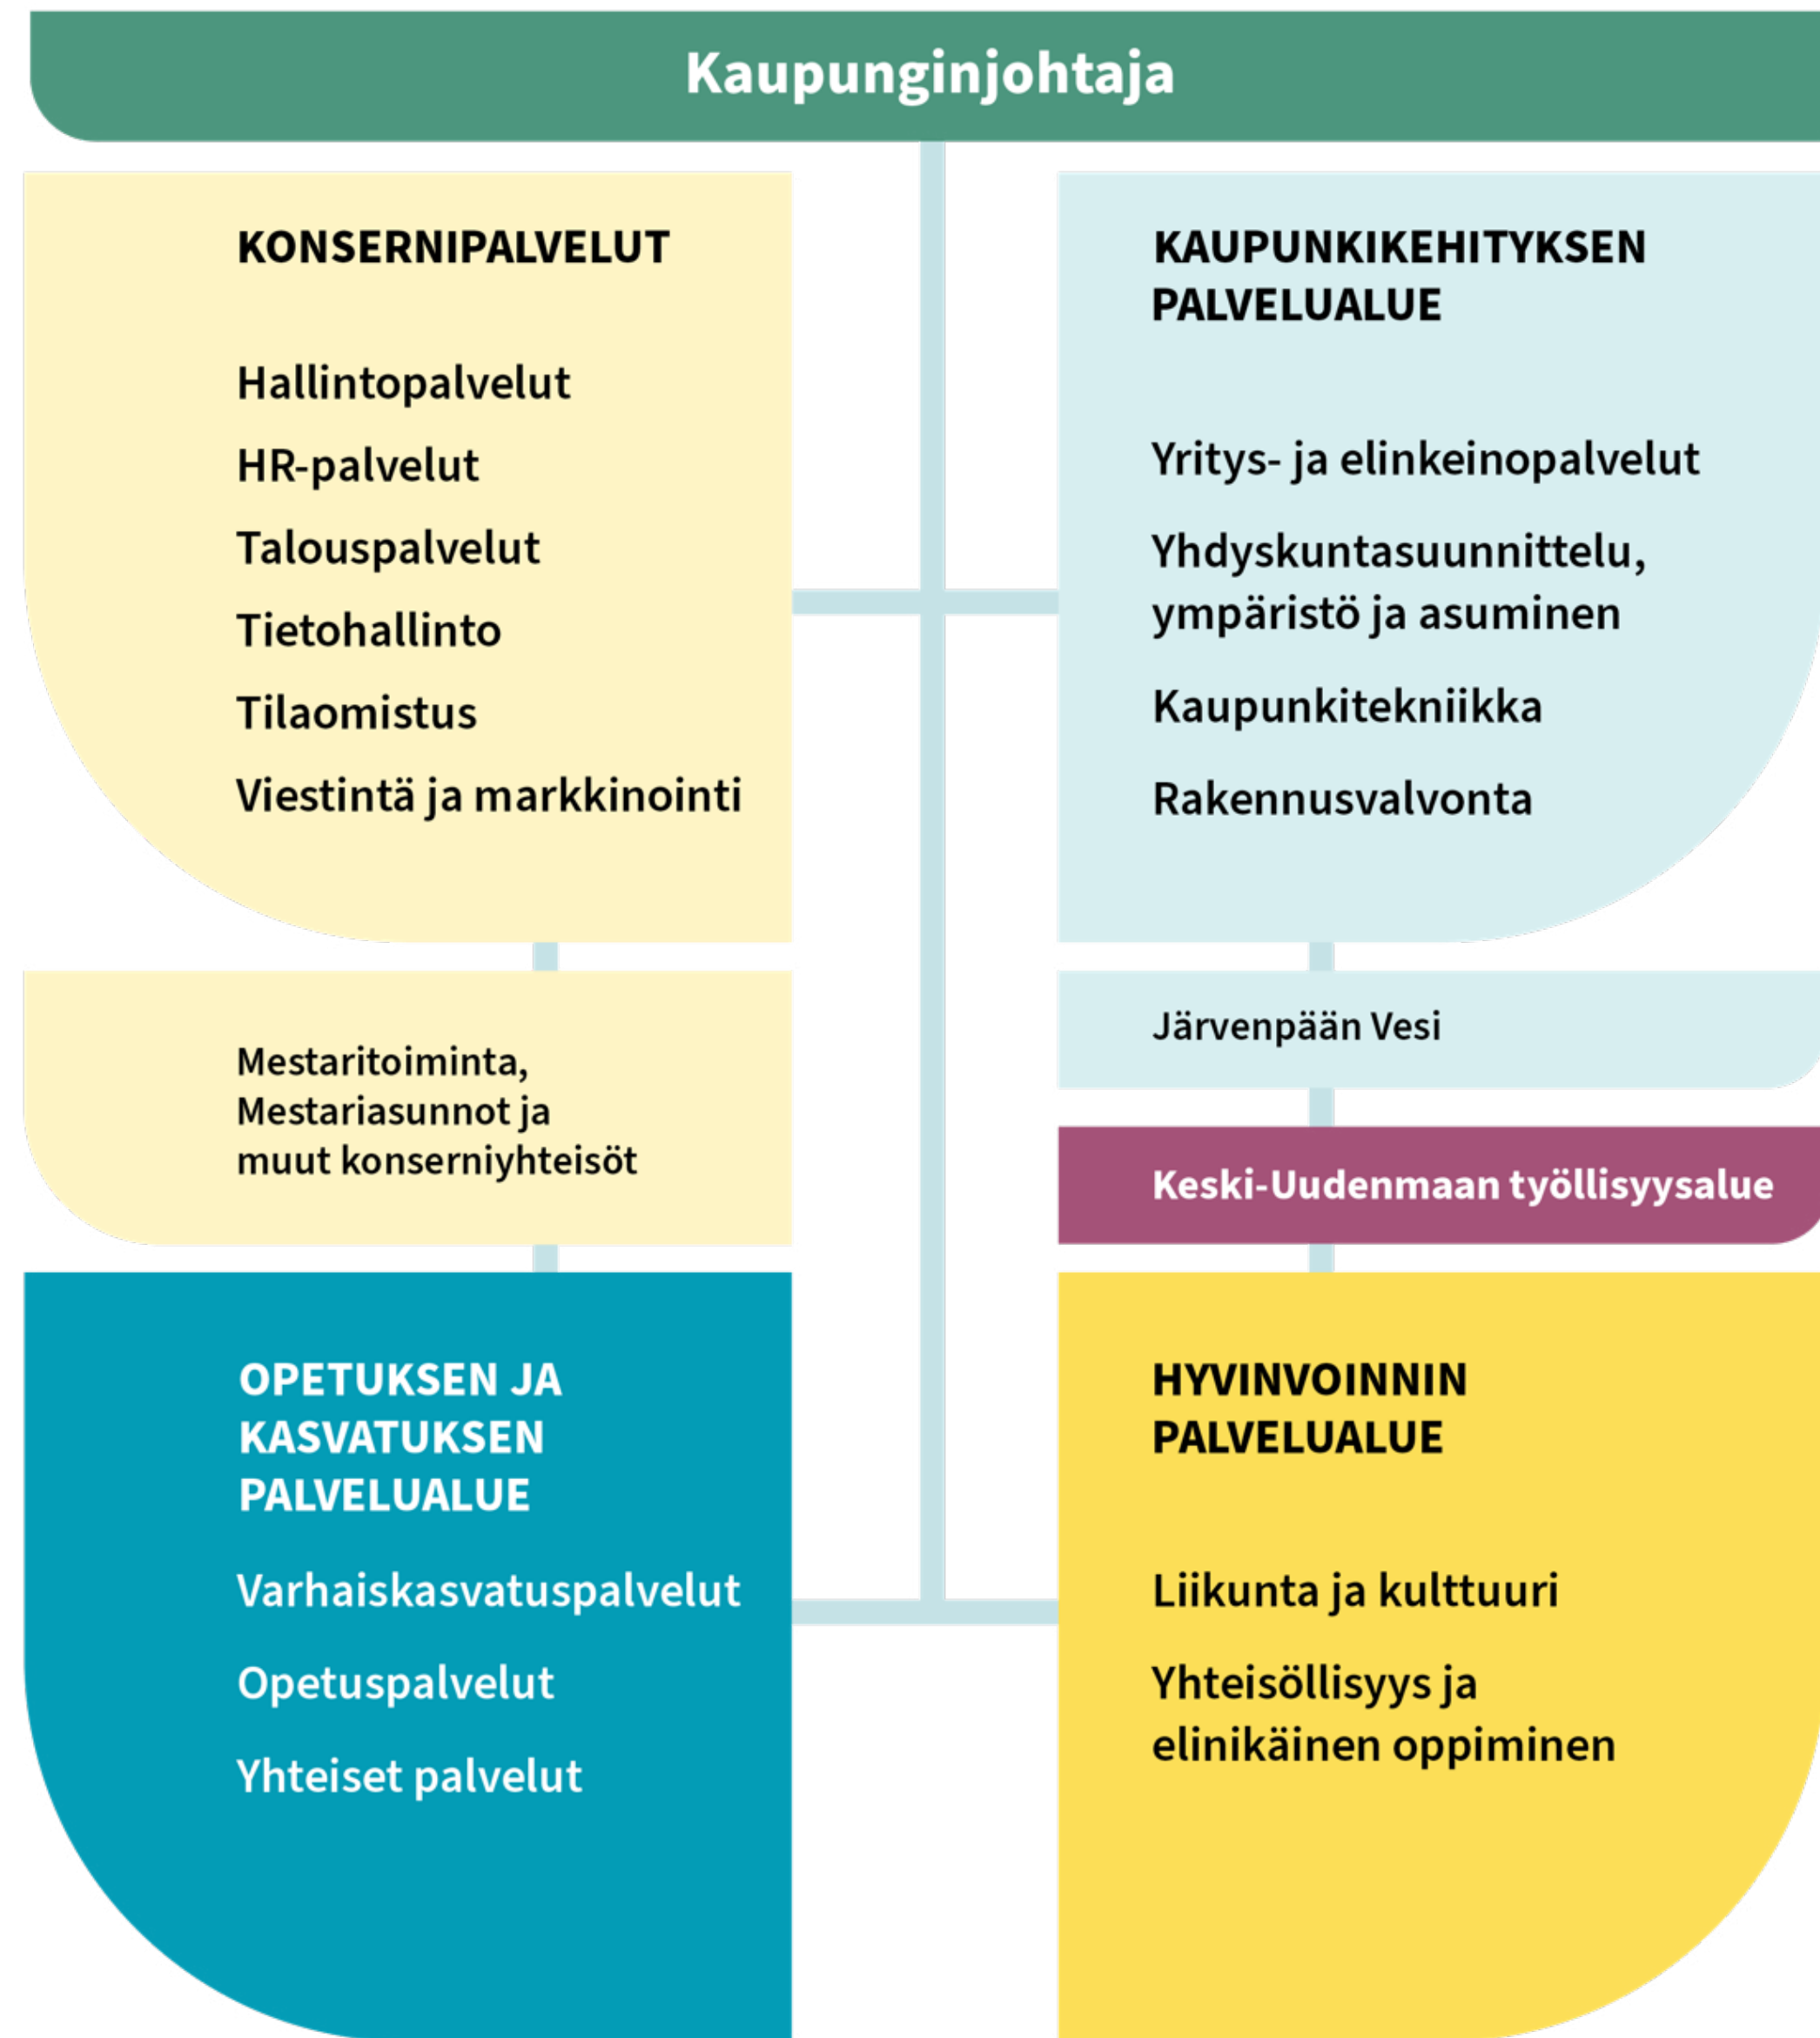 Kaupunginjohtaja
KONSERNIPALVELUT
Hallintopalvelut
HR-palvelut
Talouspalvelut
Tietohallinto
Tilaomistus
Viestintä ja markkinointi
KAUPUNKIKEHITYKSEN
PALVELUALUE
Yritys- ja elinkeinopalvelut
Yhdyskuntasuunnittelu,
ympäristö ja asuminen
Kaupunkitekniikka
Rakennusvalvonta
Mestaritoiminta,
Mestariasunnot ja
muut konserniyhteisöt
Järvenpään Vesi
Keski-Uudenmaan työllisyysalue
OPETUKSEN JA
KASVATUKSEN
PALVELUALUE
Varhaiskasvatuspalvelut
Opetuspalvelut
Yhteiset palvelut
HYVINVOINNIN
PALVELUALUE
Liikunta ja kulttuuri
Yhteisöllisyys ja
elinikäinen oppiminen